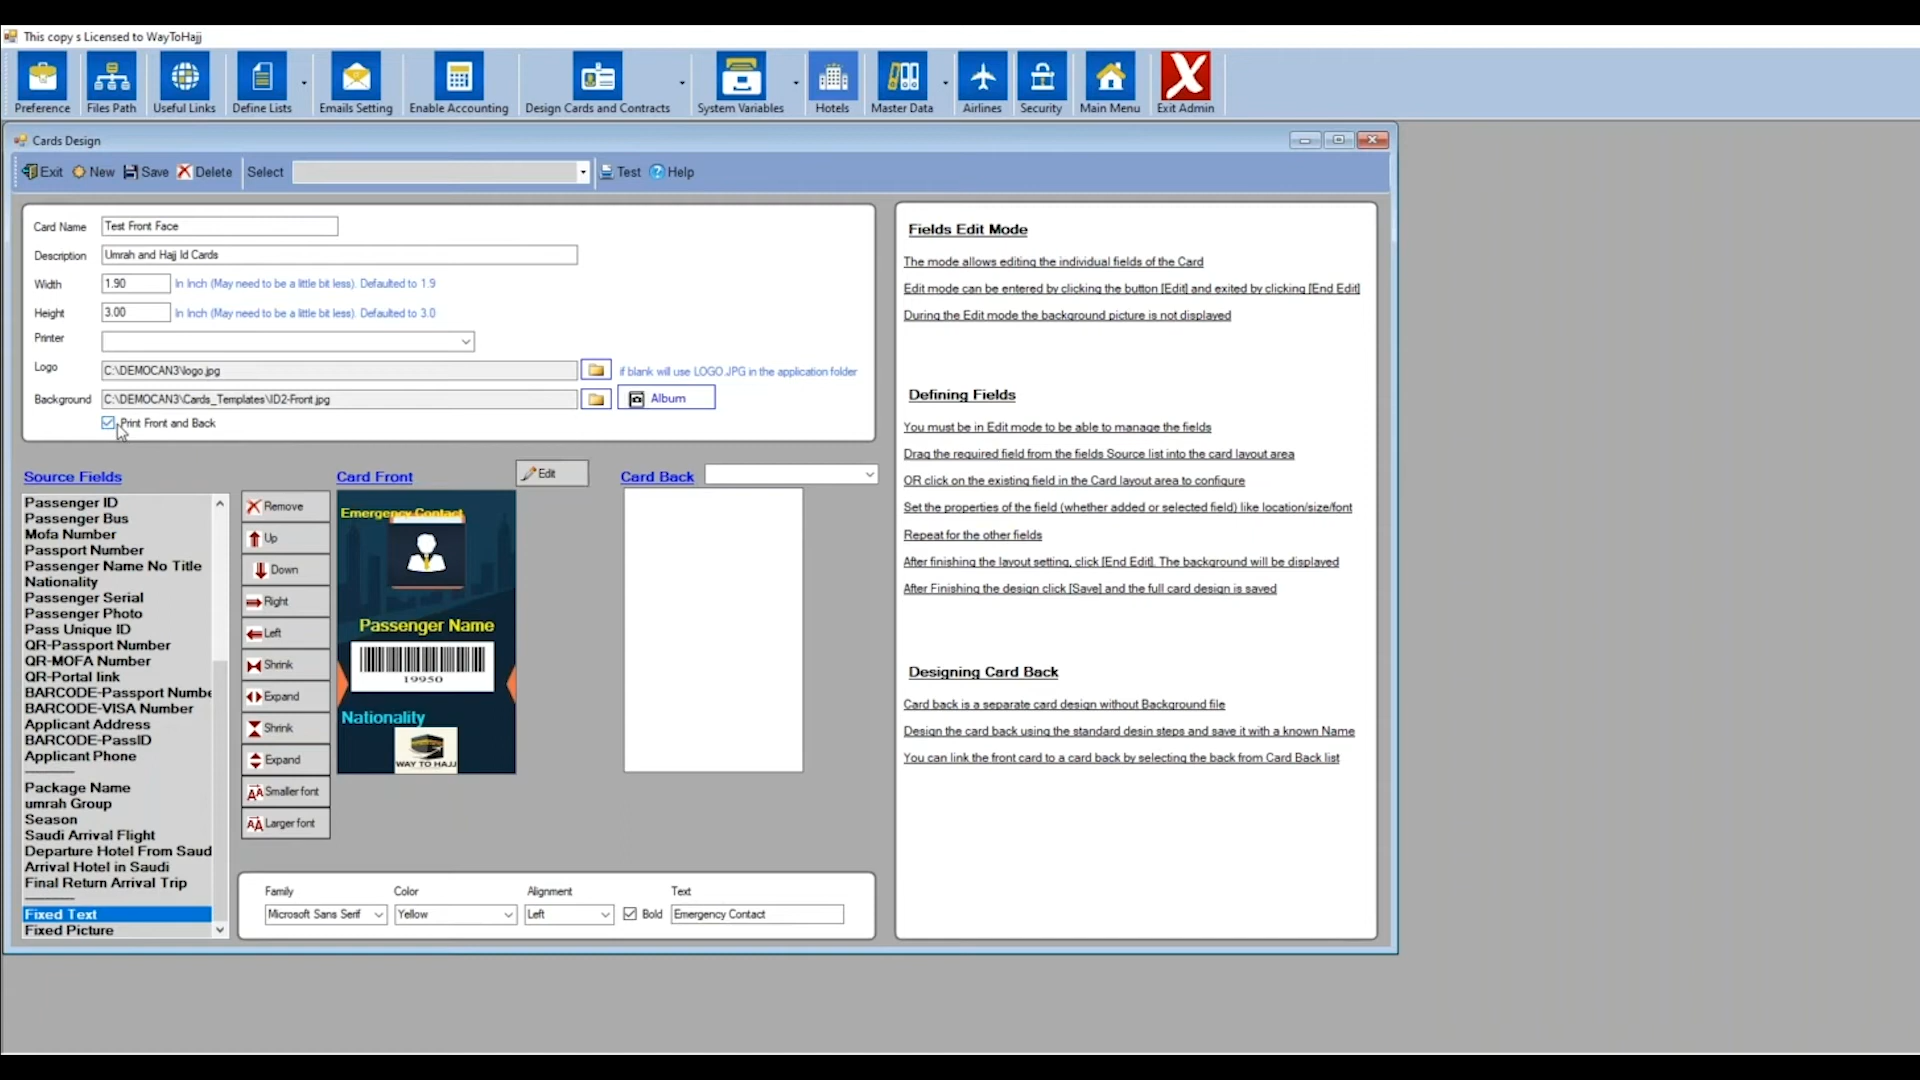 This copy s Licensed to WayToHajj
Preference
Files Path
Useful Links
Define Lists
Emails Setting
Enable Accounting
Design Cards and Contracts
System Variables
Hotels
Master Data
Airlines
Security
Main Menu
Exit Admin
Cards Design
Exit New Save Delete Select Test Help
Card Name Test Front Face
Description Umrah and Hajj Id Cards
Width 1.90 In Inch (May need to be a little bit less). Defaulted to 1.9
Height 3.00 In Inch (May need to be a little bit less). Defaulted to 3.0
Printer
Logo C:\DEMOCAN3\logo.jpg if blank will use LOGO.JPG in the application folder
Background C:\DEMOCAN3\Cards_Templates\ID2-Front.jpg Album
Print Front and Back
Source Fields
Passenger ID
Passenger Bus
Mofa Number
Passport Number
Passenger Name No Title
Nationality
Passenger Serial
Passenger Photo
Pass Unique ID
QR-Passport Number
QR-MOFA Number
QR-Portal link
BARCODE-Passport Numbe
BARCODE-VISA Number
Applicant Address
BARCODE-PassID
Applicant Phone
Package Name
umrah Group
Season
Saudi Arrival Flight
Departure Hotel From Saud
Arrival Hotel in Saudi
Final Return Arrival Trip
Fixed Text
Fixed Picture
Remove
Up
Down
Right
Left
Shrink
Expand
Shrink
Expand
Smaller font
Larger font
Card Front
Edit
Emergency Contact
Passenger Name
19950
Nationality
WAY TO HAJJ
Card Back
Family Color Alignment Text
Microsoft Sans Serif Yellow Left Bold Emergency Contact
Fields Edit Mode
The mode allows editing the individual fields of the Card
Edit mode can be entered by clicking the button [Edit] and exited by clicking [End Edit]
During the Edit mode the background picture is not displayed
Defining Fields
You must be in Edit mode to be able to manage the fields
Drag the required field from the fields Source list into the card layout area
OR click on the existing field in the Card layout area to configure
Set the properties of the field (whether added or selected field) like location/size/font
Repeat for the other fields
After finishing the layout setting, click [End Edit]. The background will be displayed
After Finishing the design click [Save] and the full card design is saved
Designing Card Back
Card back is a separate card design without Background file
Design the card back using the standard desin steps and save it with a known Name
You can link the front card to a card back by selecting the back from Card Back list